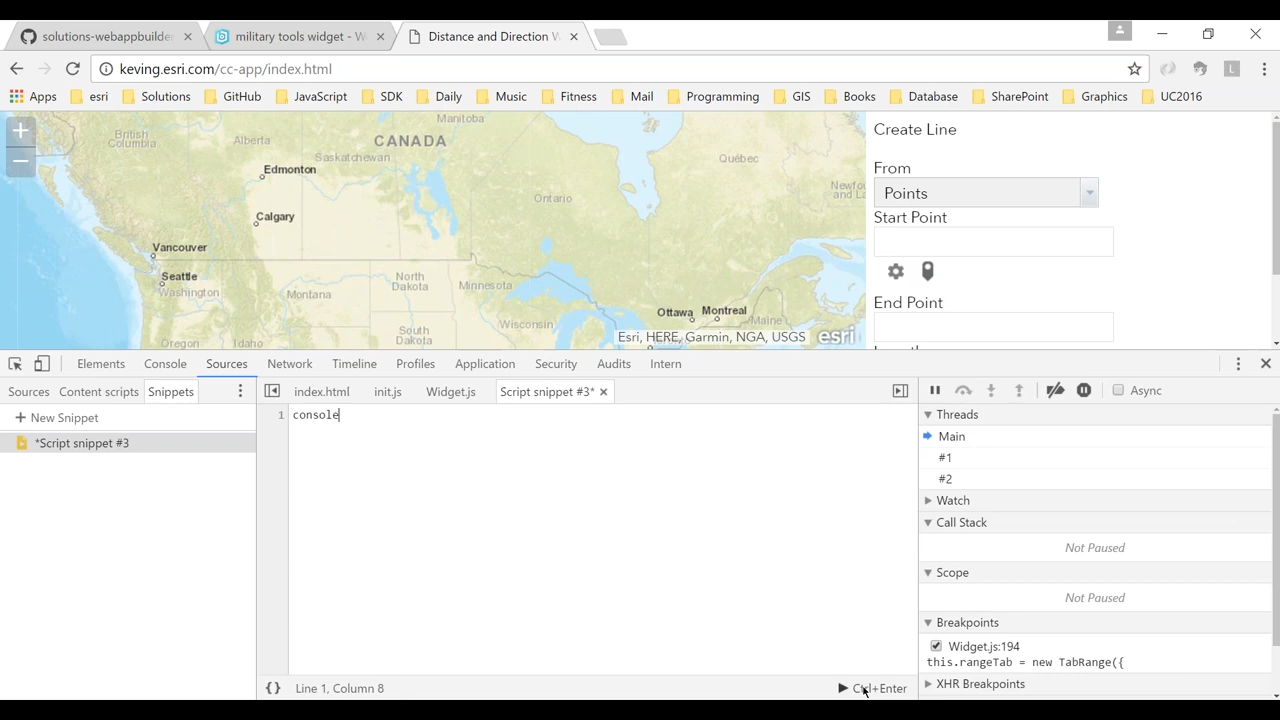 solutions-webappbuilder
military tools widget - W
Distance and Direction W
keving.esri.com/cc-app/index.html
Apps esri Solutions GitHub JavaScript SDK Daily Music Fitness Mail Programming GIS Books Database SharePoint Graphics UC2016
British Columbia
Alberta
Edmonton
Calgary
Saskatchewan
CANADA
Manitoba
Ontario
Québec
Vancouver
Seattle
Washington
Montana
North Dakota
South Dakota
Minnesota
Wisconsin
Oregon
Idaho
Ottawa
Montreal
Maine
Esri, HERE, Garmin, NGA, USGS
esri
Create Line
From
Points
Start Point
End Point
Elements Console Sources Network Timeline Profiles Application Security Audits Intern
Sources Content scripts Snippets
index.html init.js Widget.js Script snippet #3*
Async
+ New Snippet
*Script snippet #3
1 console
Threads
Main
#1
#2
Watch
Call Stack
Not Paused
Scope
Not Paused
Breakpoints
Widget.js:194
this.rangeTab = new TabRange({
XHR Breakpoints
{} Line 1, Column 8
Ctrl+Enter